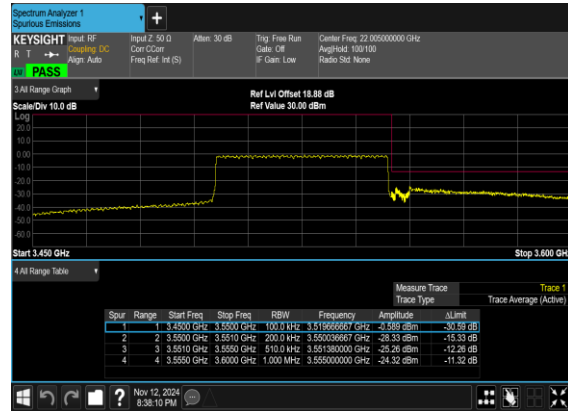 Spectrum Analyzer 1
Spurious Emissions
KEYSIGHT Input: RF Input Z: 50 Ω Atten: 30 dB Trig: Free Run Center Freq: 22.005000000 GHz
R T Coupling: DC Corr CCorr Gate: Off Avg|Hold: 100/100
Align: Auto Freq Ref: Int (S) IF Gain: Low Radio Std: None
PASS
3 All Range Graph
Ref Lvl Offset 18.88 dB
Scale/Div 10.0 dB Ref Value 30.00 dBm
Log
20.0
10.0
0.00
-10.0
-20.0
-30.0
-40.0
-50.0
-60.0
Start 3.450 GHz Stop 3.600 GHz
4 All Range Table
Measure Trace Trace 1
Trace Type Trace Average (Active)
Spur Range Start Freq Stop Freq RBW Frequency Amplitude ΔLimit
1 1 3.4500 GHz 3.5500 GHz 100.0 kHz 3.519666667 GHz -0.589 dBm -30.59 dB
2 2 3.5500 GHz 3.5510 GHz 200.0 kHz 3.550036667 GHz -28.33 dBm -15.33 dB
3 3 3.5510 GHz 3.5550 GHz 510.0 kHz 3.551380000 GHz -25.26 dBm -12.26 dB
4 4 3.5550 GHz 3.6000 GHz 1.000 MHz 3.555000000 GHz -24.32 dBm -11.32 dB
? Nov 12, 2024
8:38:10 PM